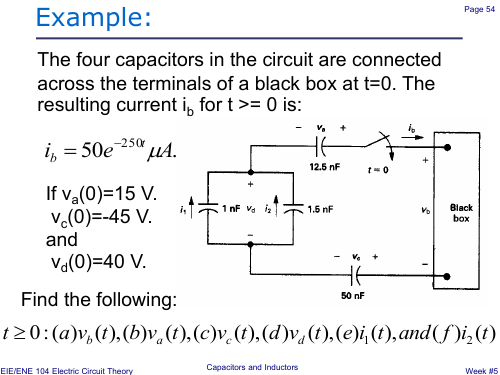 Page 54
Example:
The four capacitors in the circuit are connected
across the terminals of a black box at t=0. The
resulting current i_b for t >= 0 is:
i_b = 50e^{-250t} μA.
− v_a + i_b
12.5 nF t = 0
If v_a(0)=15 V.
v_c(0)=-45 V.
and
v_d(0)=40 V.
+ +
i_1 1 nF v_d i_2 1.5 nF v_b Black box
− −
− v_c +
50 nF
Find the following:
t ≥ 0:(a)v_b(t),(b)v_a(t),(c)v_c(t),(d)v_d(t),(e)i_1(t),and(f)i_2(t)
EIE/ENE 104 Electric Circuit Theory
Capacitors and Inductors
Week #5